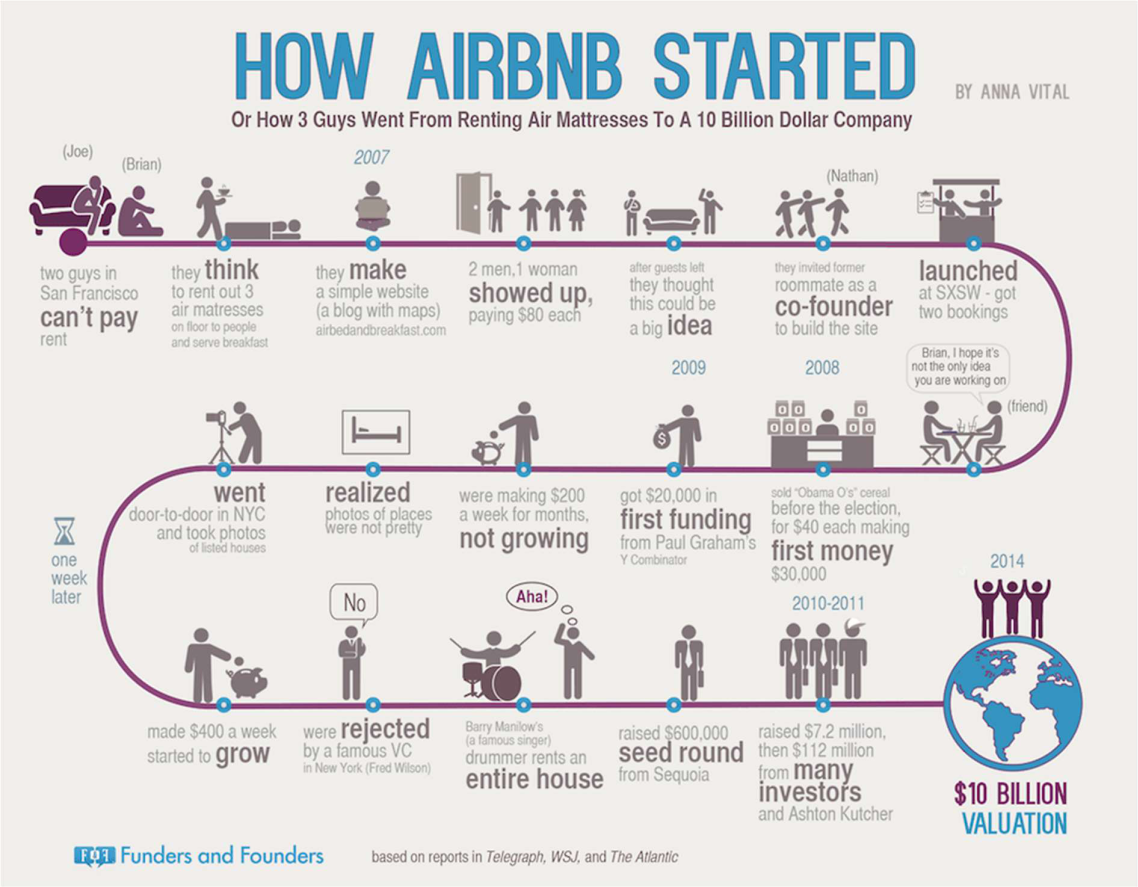 HOW AIRBNB STARTED
BY ANNA VITAL
Or How 3 Guys Went From Renting Air Mattresses To A 10 Billion Dollar Company
(Joe)
(Brian)
two guys in
San Francisco
can't pay
rent
they think
to rent out 3
air matresses
on floor to people
and serve breakfast
2007
they make
a simple website
(a blog with maps)
airbedandbreakfast.com
2 men,1 woman
showed up,
paying $80 each
after guests left
they thought
this could be
a big idea
(Nathan)
they invited former
roommate as a
co-founder
to build the site
launched
at SXSW - got
two bookings
Brian, I hope it's
not the only idea
you are working on
(friend)
2008
sold "Obama O's" cereal
before the election,
for $40 each making
first money
$30,000
2009
got $20,000 in
first funding
from Paul Graham's
Y Combinator
were making $200
a week for months,
not growing
realized
photos of places
were not pretty
went
door-to-door in NYC
and took photos
of listed houses
one
week
later
made $400 a week
started to grow
No
were rejected
by a famous VC
in New York (Fred Wilson)
Aha!
Barry Manilow's
(a famous singer)
drummer rents an
entire house
raised $600,000
seed round
from Sequoia
2010-2011
raised $7.2 million,
then $112 million
from many
investors
and Ashton Kutcher
2014
$10 BILLION
VALUATION
FOF Funders and Founders
based on reports in Telegraph, WSJ, and The Atlantic